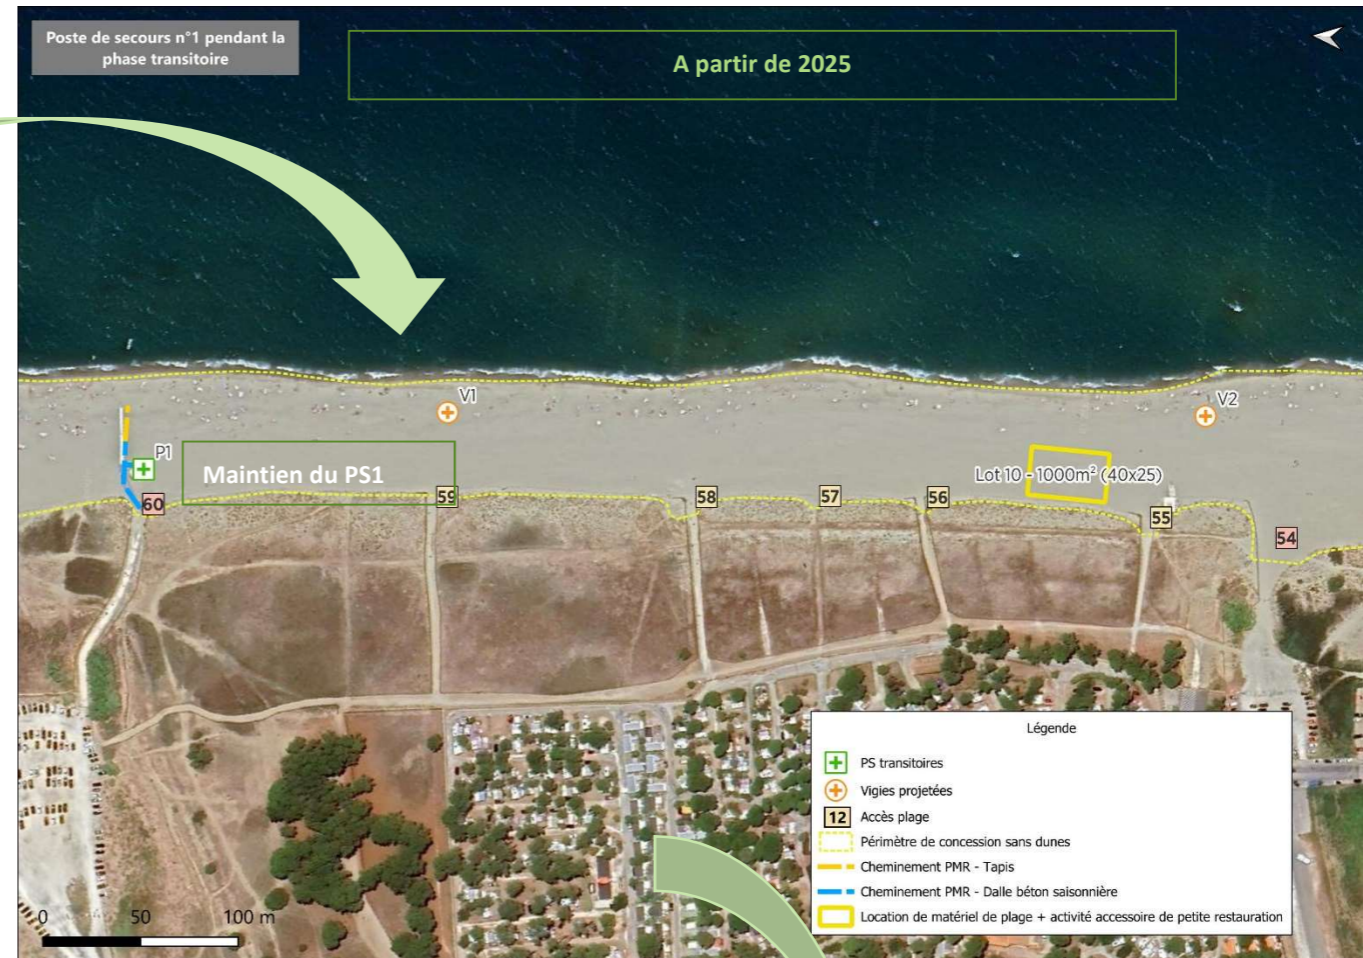 Poste de secours n°1 pendant la
phase transitoire
A partir de 2025
V1
V2
P1
Maintien du PS1
Lot 10 - 1000m² (40x25)
60
59
58
57
56
55
54
Légende
PS transitoires
Vigies projetées
12 Accès plage
Périmètre de concession sans dunes
Cheminement PMR - Tapis
Cheminement PMR - Dalle béton saisonnière
Location de matériel de plage + activité accessoire de petite restauration
0 50 100 m